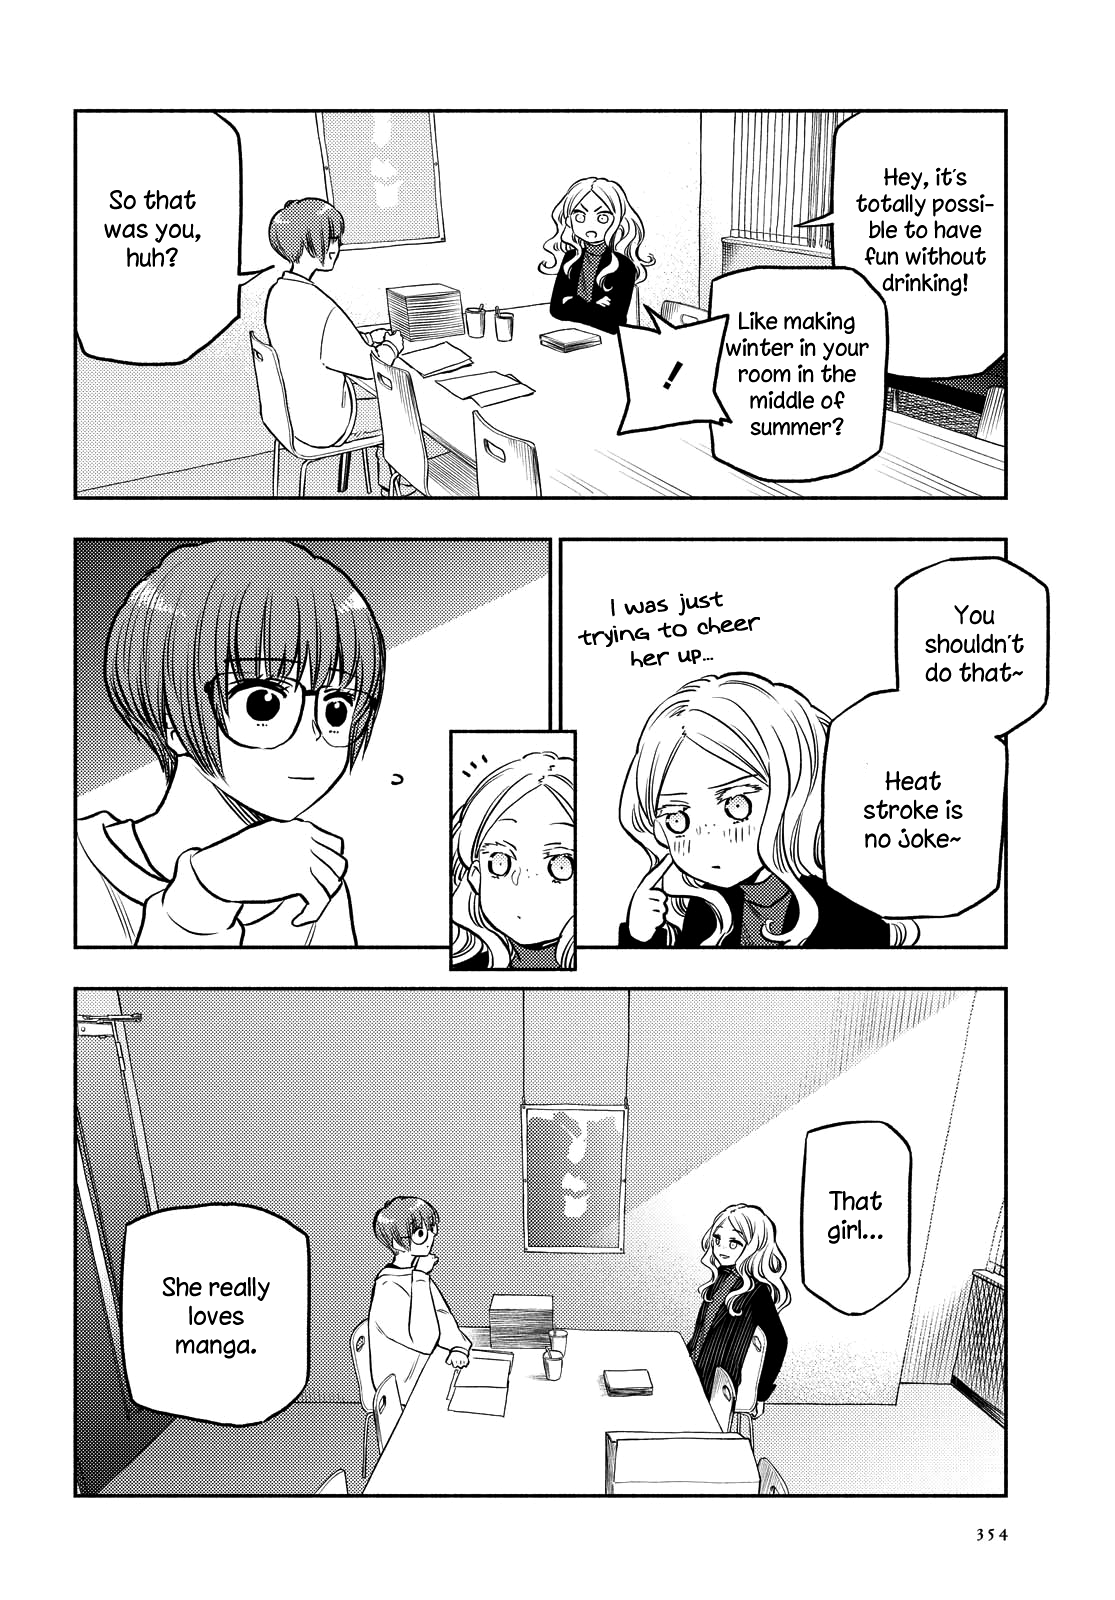 Hey, it's
totally possi-
ble to have
fun without
drinking!
Like making
winter in your
room in the
middle of
summer?
!
So that
was you,
huh?
You
shouldn't
do that~
Heat
stroke is
no joke~
I was just
trying to cheer
her up...
That
girl...
She really
loves
manga.
354